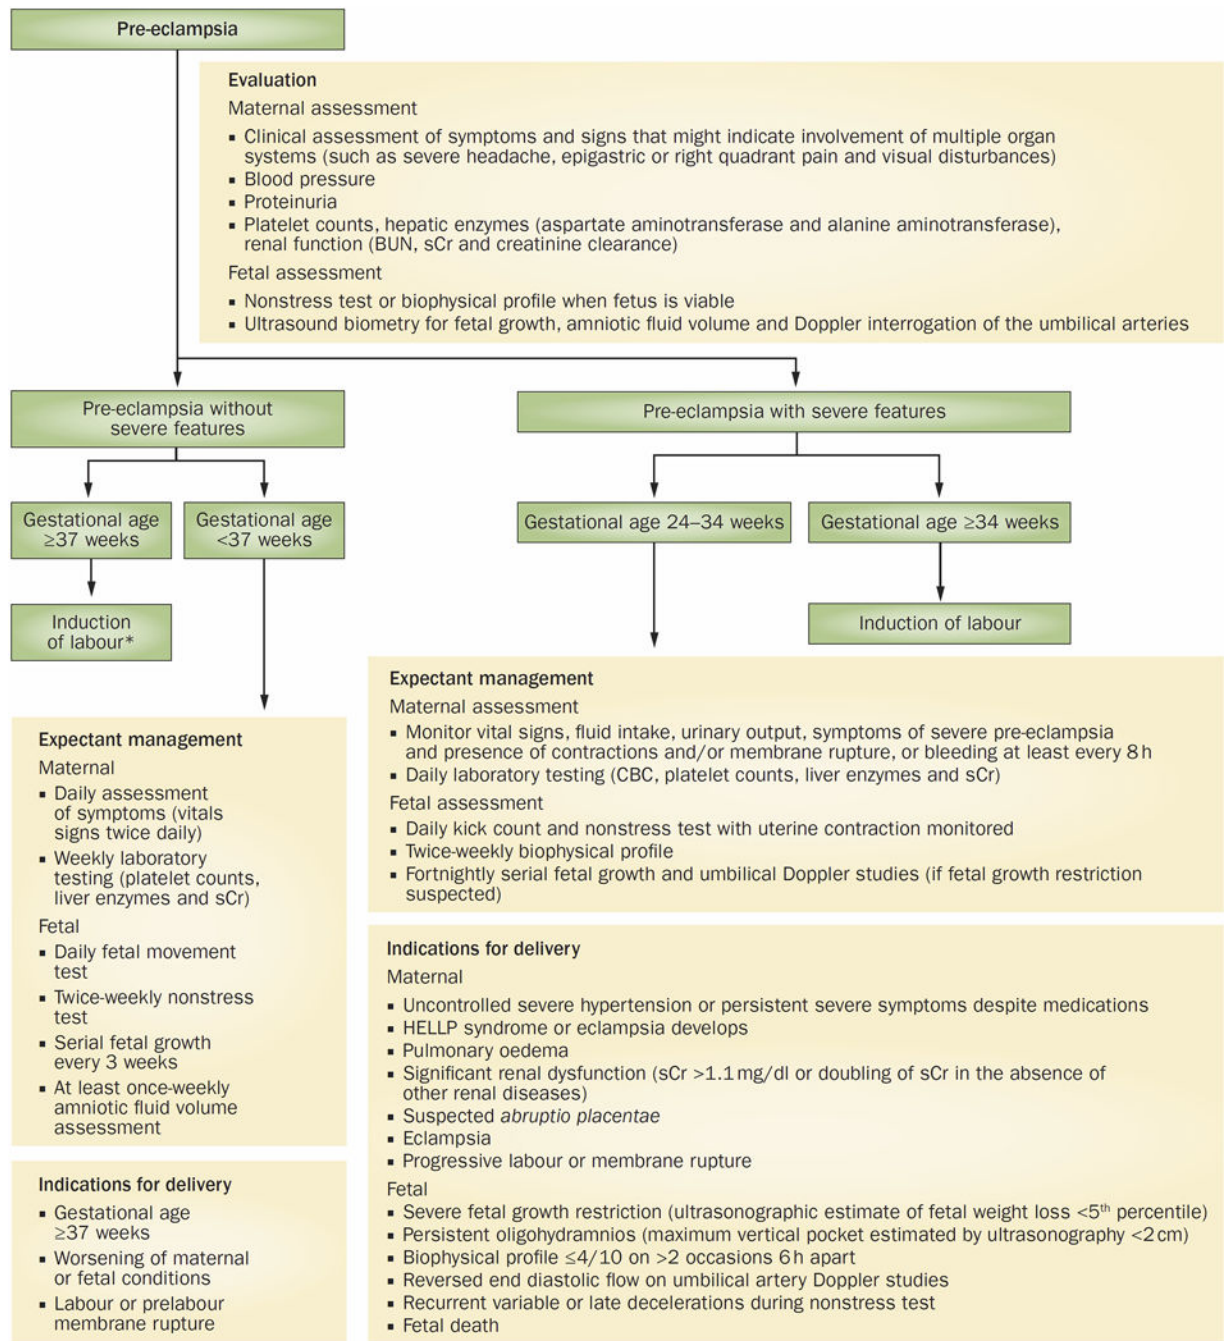 Pre-eclampsia
Evaluation
Maternal assessment
▪ Clinical assessment of symptoms and signs that might indicate involvement of multiple organ
systems (such as severe headache, epigastric or right quadrant pain and visual disturbances)
▪ Blood pressure
▪ Proteinuria
▪ Platelet counts, hepatic enzymes (aspartate aminotransferase and alanine aminotransferase),
renal function (BUN, sCr and creatinine clearance)
Fetal assessment
▪ Nonstress test or biophysical profile when fetus is viable
▪ Ultrasound biometry for fetal growth, amniotic fluid volume and Doppler interrogation of the umbilical arteries
Pre-eclampsia without
severe features
Pre-eclampsia with severe features
Gestational age
≥37 weeks
Gestational age
<37 weeks
Gestational age 24–34 weeks
Gestational age ≥34 weeks
Induction
of labour*
Induction of labour
Expectant management
Maternal
▪ Daily assessment
of symptoms (vitals
signs twice daily)
▪ Weekly laboratory
testing (platelet counts,
liver enzymes and sCr)
Fetal
▪ Daily fetal movement
test
▪ Twice-weekly nonstress
test
▪ Serial fetal growth
every 3 weeks
▪ At least once-weekly
amniotic fluid volume
assessment
Indications for delivery
▪ Gestational age
≥37 weeks
▪ Worsening of maternal
or fetal conditions
▪ Labour or prelabour
membrane rupture
Expectant management
Maternal assessment
▪ Monitor vital signs, fluid intake, urinary output, symptoms of severe pre-eclampsia
and presence of contractions and/or membrane rupture, or bleeding at least every 8 h
▪ Daily laboratory testing (CBC, platelet counts, liver enzymes and sCr)
Fetal assessment
▪ Daily kick count and nonstress test with uterine contraction monitored
▪ Twice-weekly biophysical profile
▪ Fortnightly serial fetal growth and umbilical Doppler studies (if fetal growth restriction
suspected)
Indications for delivery
Maternal
▪ Uncontrolled severe hypertension or persistent severe symptoms despite medications
▪ HELLP syndrome or eclampsia develops
▪ Pulmonary oedema
▪ Significant renal dysfunction (sCr >1.1 mg/dl or doubling of sCr in the absence of
other renal diseases)
▪ Suspected abruptio placentae
▪ Eclampsia
▪ Progressive labour or membrane rupture
Fetal
▪ Severe fetal growth restriction (ultrasonographic estimate of fetal weight loss <5th percentile)
▪ Persistent oligohydramnios (maximum vertical pocket estimated by ultrasonography <2 cm)
▪ Biophysical profile ≤4/10 on >2 occasions 6 h apart
▪ Reversed end diastolic flow on umbilical artery Doppler studies
▪ Recurrent variable or late decelerations during nonstress test
▪ Fetal death